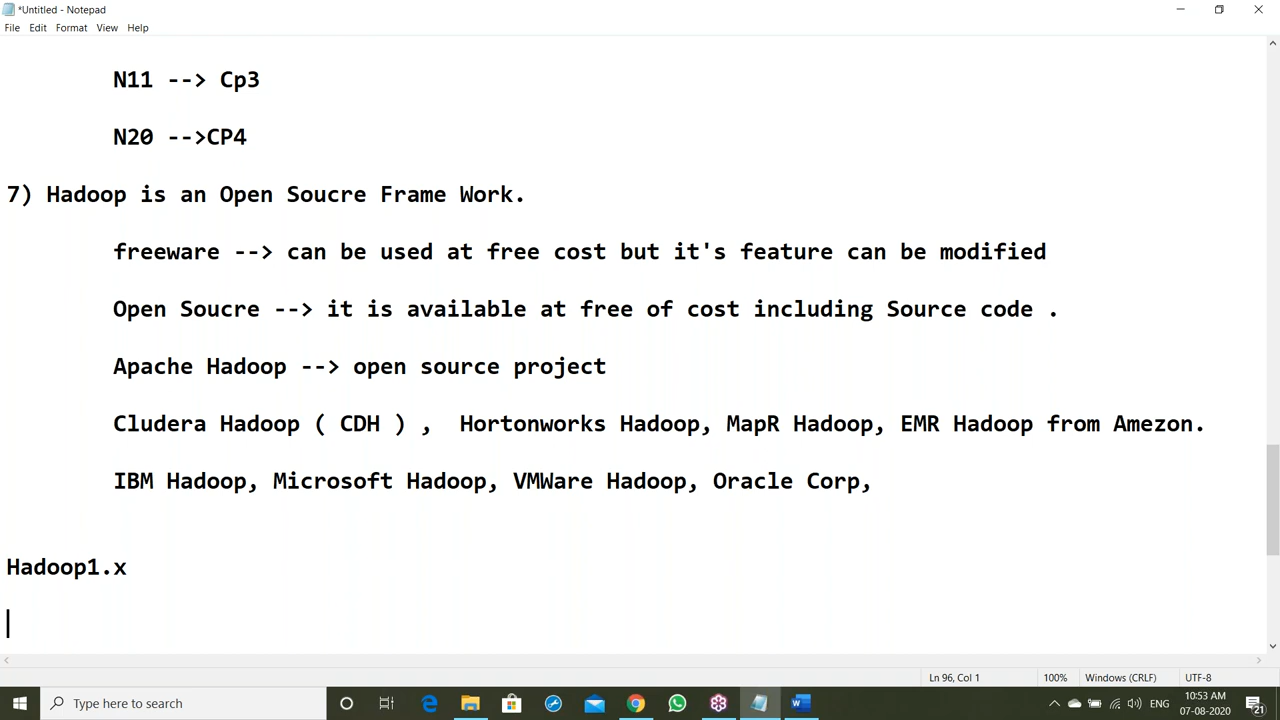 *Untitled - Notepad
File Edit Format View Help
N11 --> Cp3
N20 -->CP4
7) Hadoop is an Open Soucre Frame Work.
freeware --> can be used at free cost but it's feature can be modified
Open Soucre --> it is available at free of cost including Source code .
Apache Hadoop --> open source project
Cludera Hadoop ( CDH ) , Hortonworks Hadoop, MapR Hadoop, EMR Hadoop from Amezon.
IBM Hadoop, Microsoft Hadoop, VMWare Hadoop, Oracle Corp,
Hadoop1.x
Ln 96, Col 1 100% Windows (CRLF) UTF-8
Type here to search
ENG
10:53 AM
07-08-2020
21